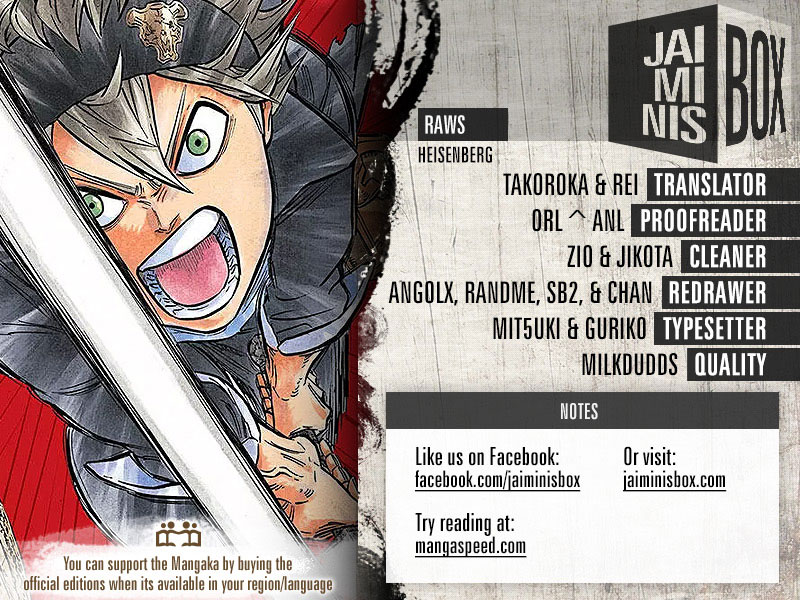 JAI
MI
NIS
BOX
RAWS
HEISENBERG
TAKOROKA & REI TRANSLATOR
ORL ^ ANL PROOFREADER
ZIO & JIKOTA CLEANER
ANGOLX, RANDME, SB2, & CHAN REDRAWER
MIT5UKI & GURIKO TYPESETTER
MILKDUDDS QUALITY
NOTES
Like us on Facebook:
facebook.com/jaiminisbox
Or visit:
jaiminisbox.com
Try reading at:
mangaspeed.com
You can support the Mangaka by buying the
official editions when its available in your region/language